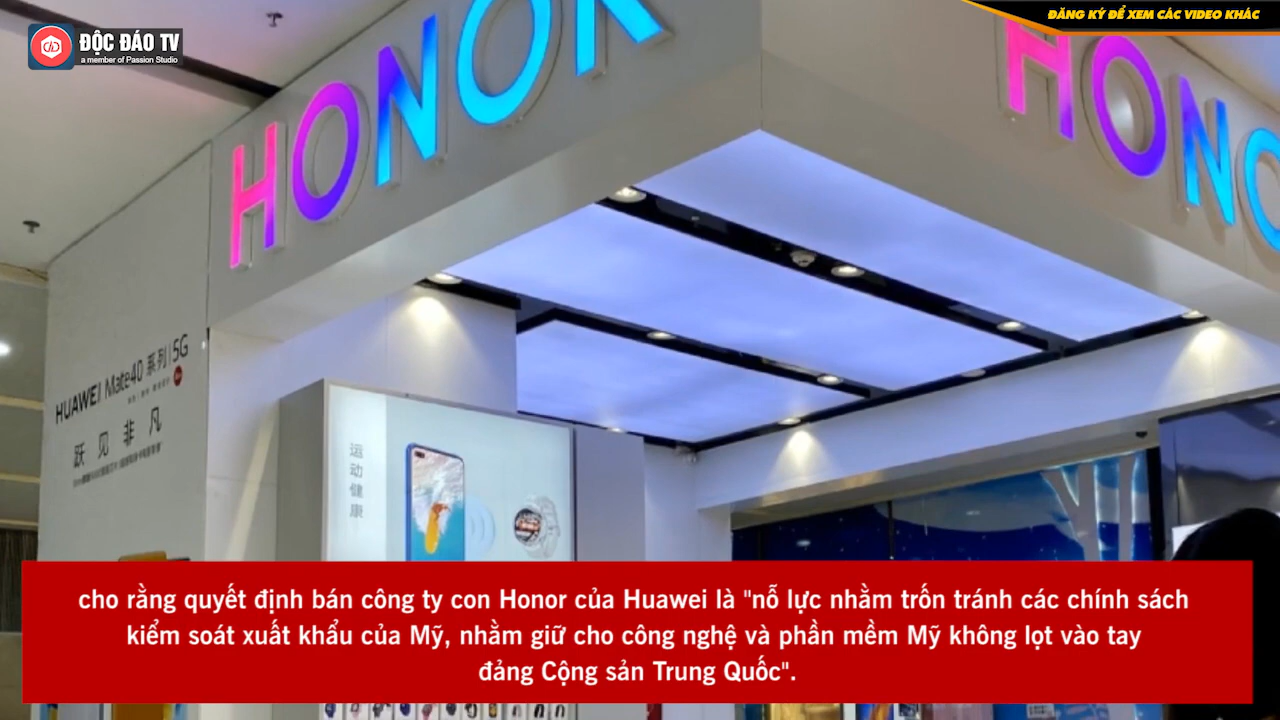 ĐỘC ĐÁO TV
a member of Passion Studio
ĐĂNG KÝ ĐỂ XEM CÁC VIDEO KHÁC
HONOR
HONO
HUAWEI Mate40 系列 | 5G
跃见非凡
运动健康
cho rằng quyết định bán công ty con Honor của Huawei là "nỗ lực nhằm trốn tránh các chính sách
kiểm soát xuất khẩu của Mỹ, nhằm giữ cho công nghệ và phần mềm Mỹ không lọt vào tay
đảng Cộng sản Trung Quốc".